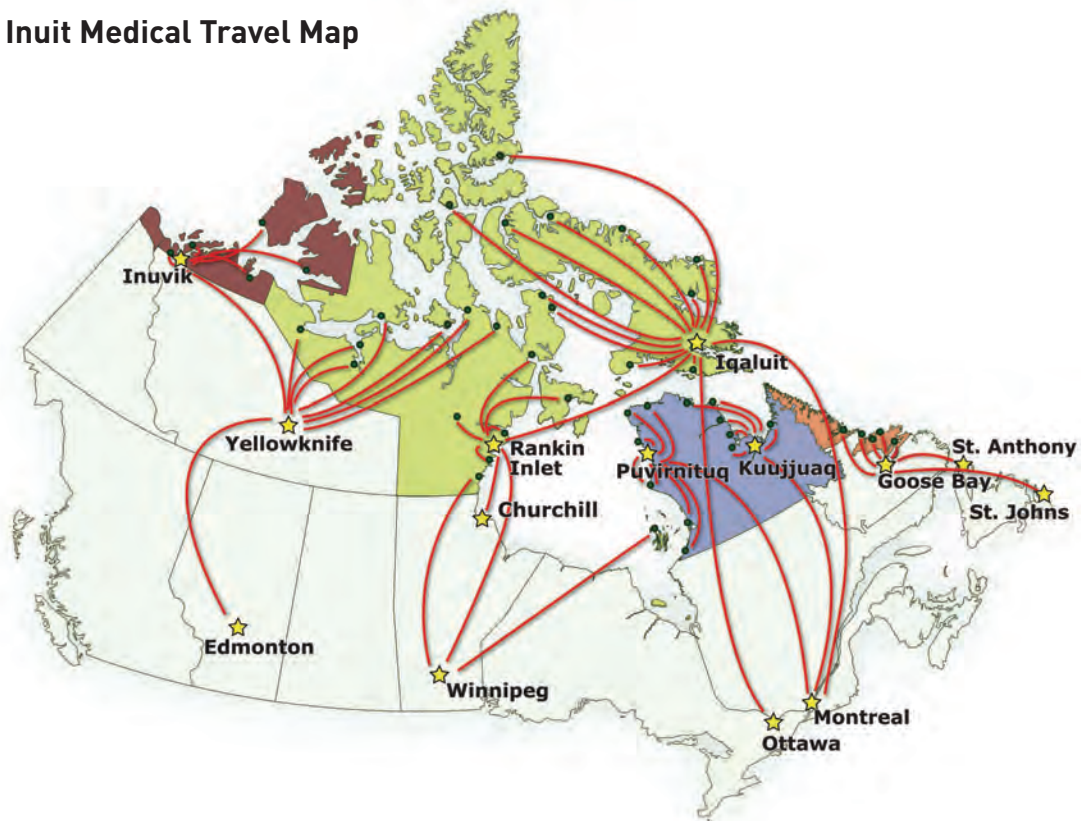 Inuit Medical Travel Map
Inuvik
Iqaluit
Yellowknife
Rankin
Inlet
Puvirnituq
Kuujjuaq
St. Anthony
Goose Bay
St. Johns
Churchill
Edmonton
Winnipeg
Montreal
Ottawa